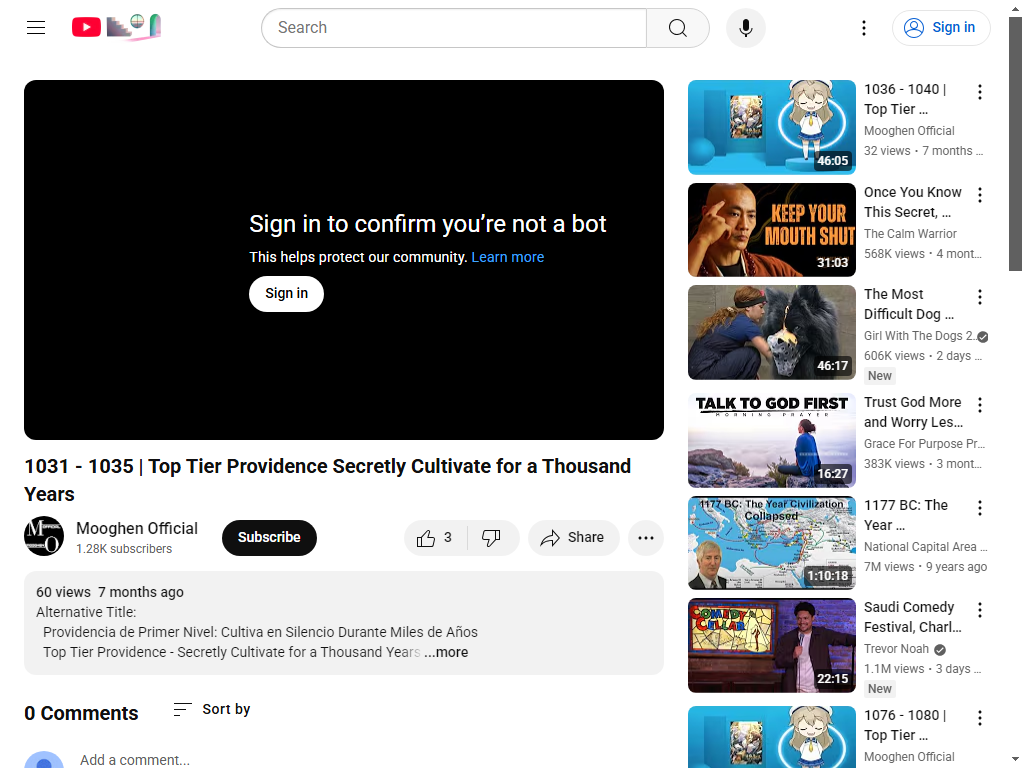 Search
Sign in
Sign in to confirm you’re not a bot
This helps protect our community. Learn more
Sign in
1031 - 1035 | Top Tier Providence Secretly Cultivate for a Thousand
Years
Mooghen Official
1.28K subscribers
Subscribe
3
Share
60 views 7 months ago
Alternative Title:
Providencia de Primer Nivel: Cultiva en Silencio Durante Miles de Años
Top Tier Providence - Secretly Cultivate for a Thousand Years ...more
0 Comments
Sort by
Add a comment...
46:05
1036 - 1040 |
Top Tier ...
Mooghen Official
32 views • 7 months ...
KEEP YOUR
MOUTH SHUT
31:03
Once You Know
This Secret, ...
The Calm Warrior
568K views • 4 mont...
46:17
The Most
Difficult Dog ...
Girl With The Dogs 2...
606K views • 2 days ...
New
TALK TO GOD FIRST
MORNING PRAYER
16:27
Trust God More
and Worry Les...
Grace For Purpose Pr...
383K views • 3 mont...
1177 BC: The Year Civilization
Collapsed
1:10:18
1177 BC: The
Year ...
National Capital Area ...
7M views • 9 years ago
COMEDY
CELLAR
22:15
Saudi Comedy
Festival, Charl...
Trevor Noah
1.1M views • 3 days ...
New
1076 - 1080 |
Top Tier ...
Mooghen Official